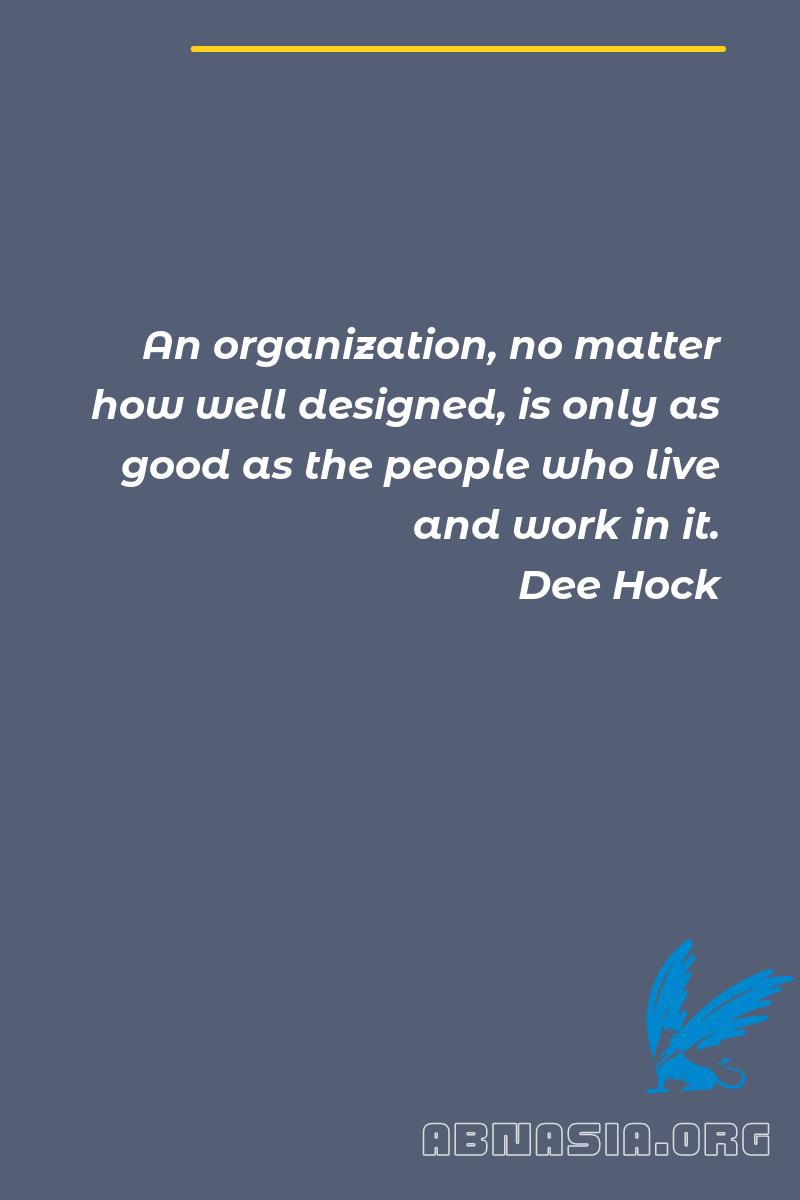 An organization, no matter
how well designed, is only as
good as the people who live
and work in it.
Dee Hock
ABNASIA.ORG